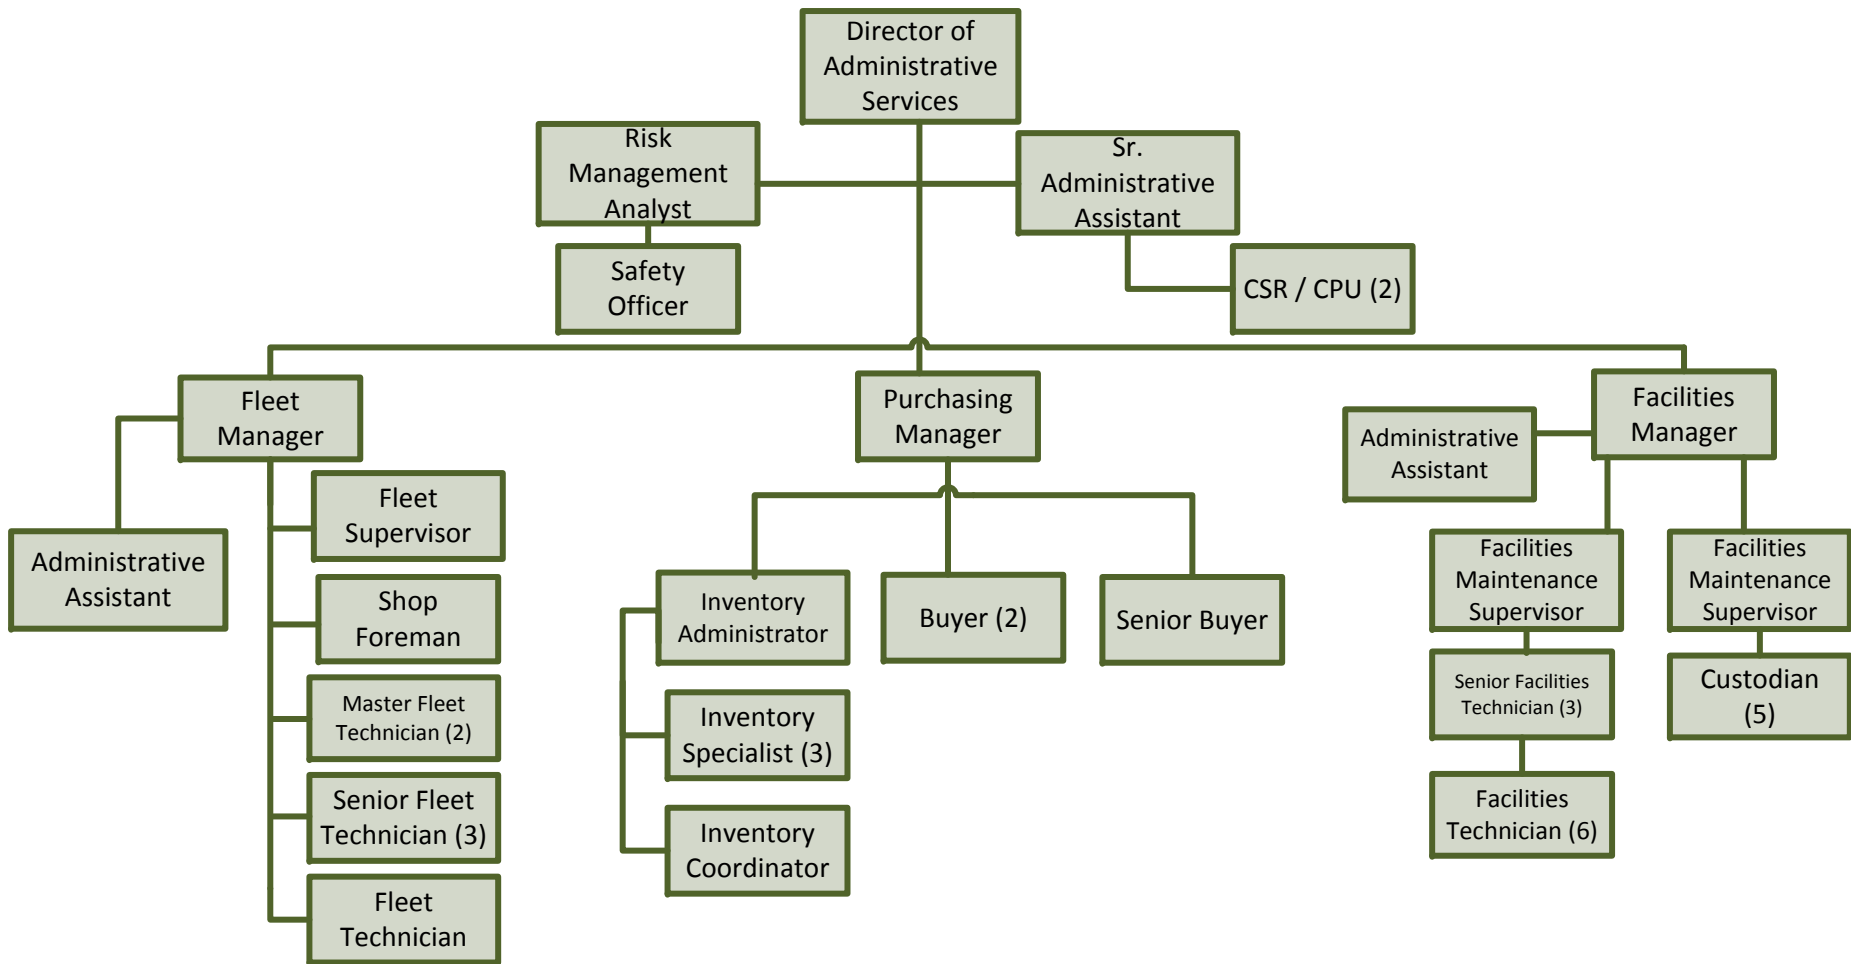 Director of
Administrative
Services
Risk
Management
Analyst
Sr.
Administrative
Assistant
Safety
Officer
CSR / CPU (2)
Fleet
Manager
Purchasing
Manager
Facilities
Manager
Administrative
Assistant
Administrative
Assistant
Fleet
Supervisor
Shop
Foreman
Master Fleet
Technician (2)
Senior Fleet
Technician (3)
Fleet
Technician
Inventory
Administrator
Buyer (2)
Senior Buyer
Inventory
Specialist (3)
Inventory
Coordinator
Facilities
Maintenance
Supervisor
Facilities
Maintenance
Supervisor
Senior Facilities
Technician (3)
Custodian
(5)
Facilities
Technician (6)